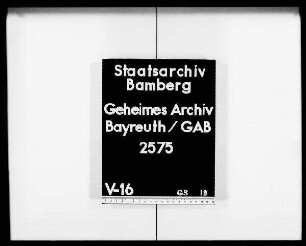 Staatsarchiv
Bamberg
Geheimes Archiv
Bayreuth / GAB
2575
V-16 GS 18